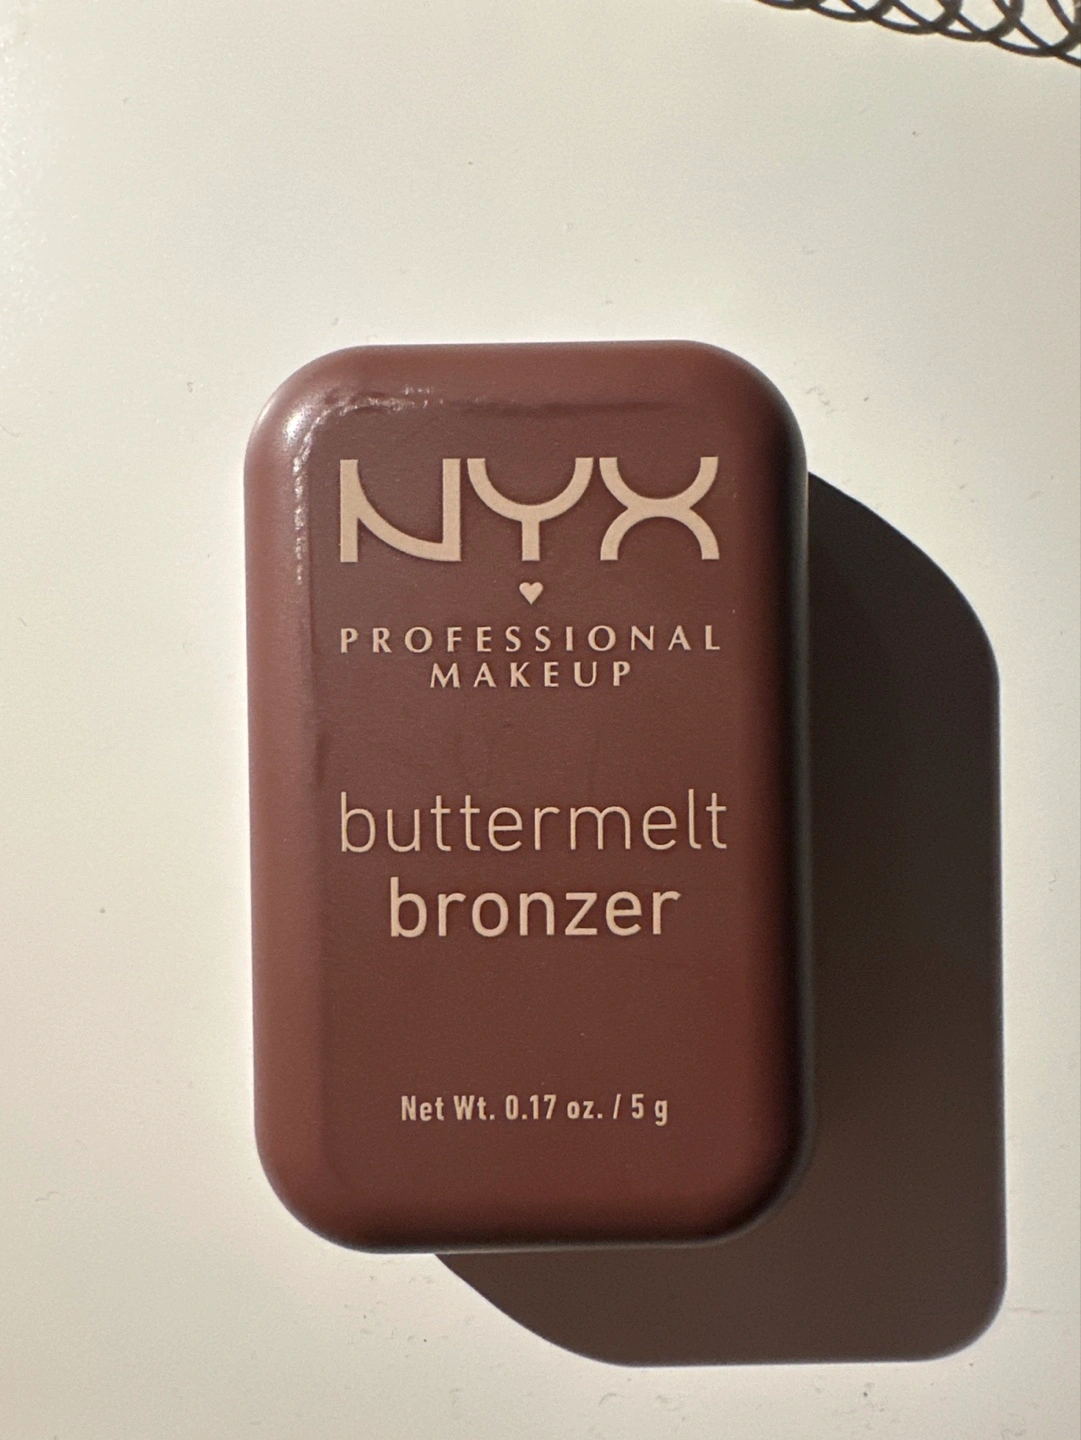 NYX
PROFESSIONAL
MAKEUP
buttermelt
bronzer
Net Wt. 0.17 oz. / 5 g